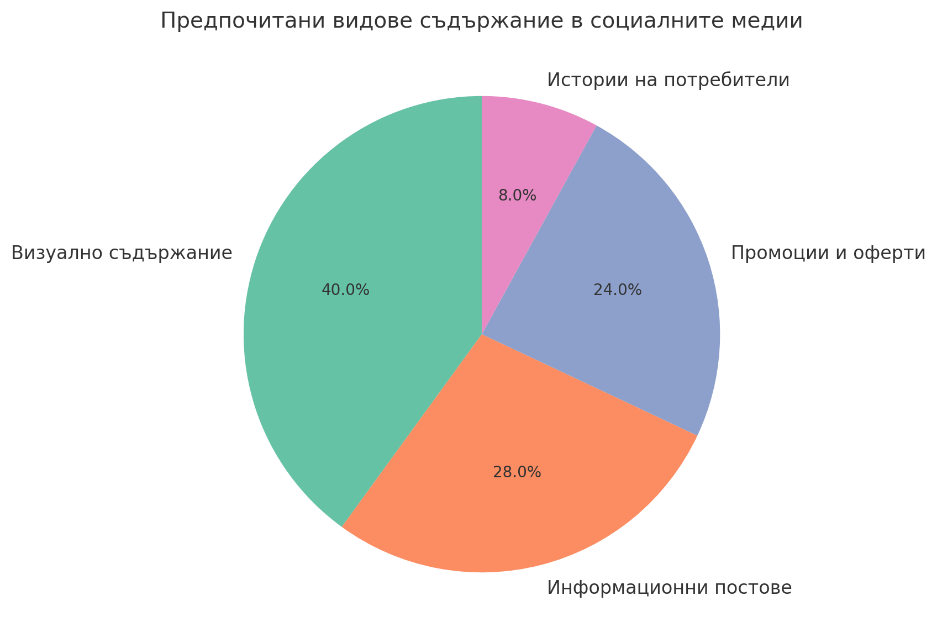 Предпочитани видове съдържание в социалните медии
Истории на потребители
8.0%
Визуално съдържание
Промоции и оферти
40.0%
24.0%
28.0%
Информационни постове